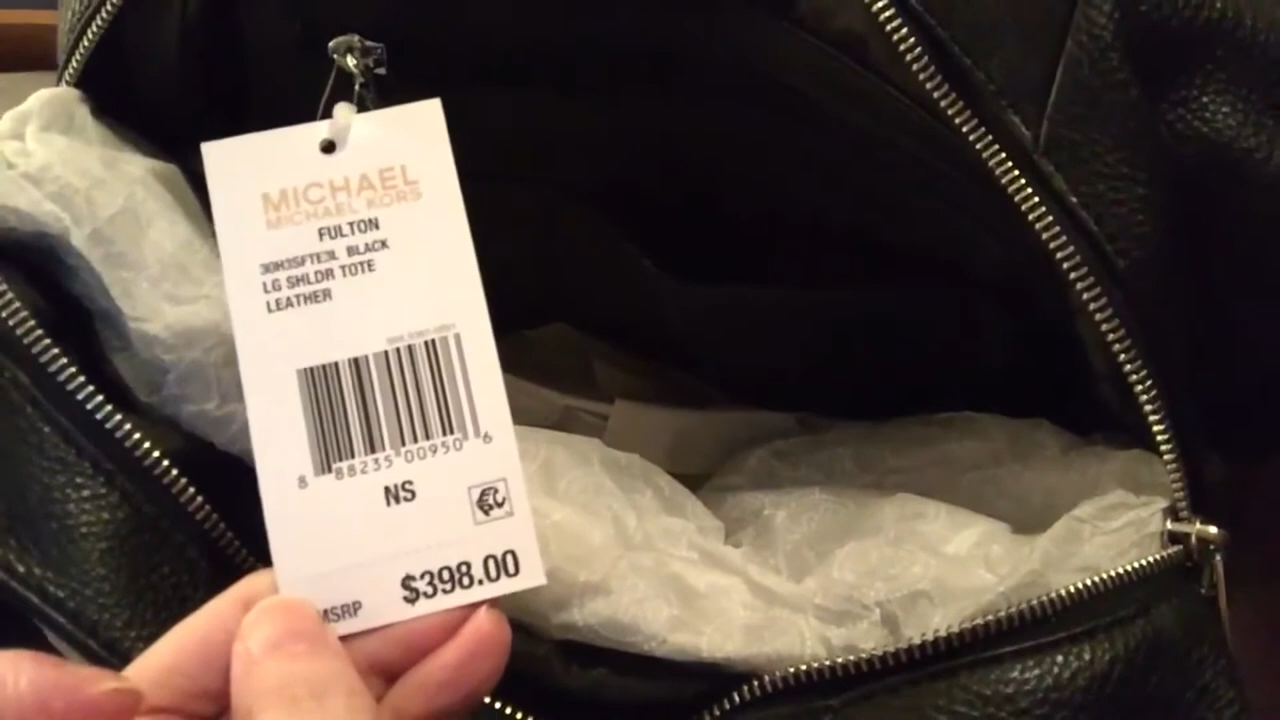 MICHAEL
MICHAEL KORS
FULTON
30H3SFTE3L BLACK
LG SHLDR TOTE
LEATHER
8 88235 00950 6
NS
MSRP $398.00